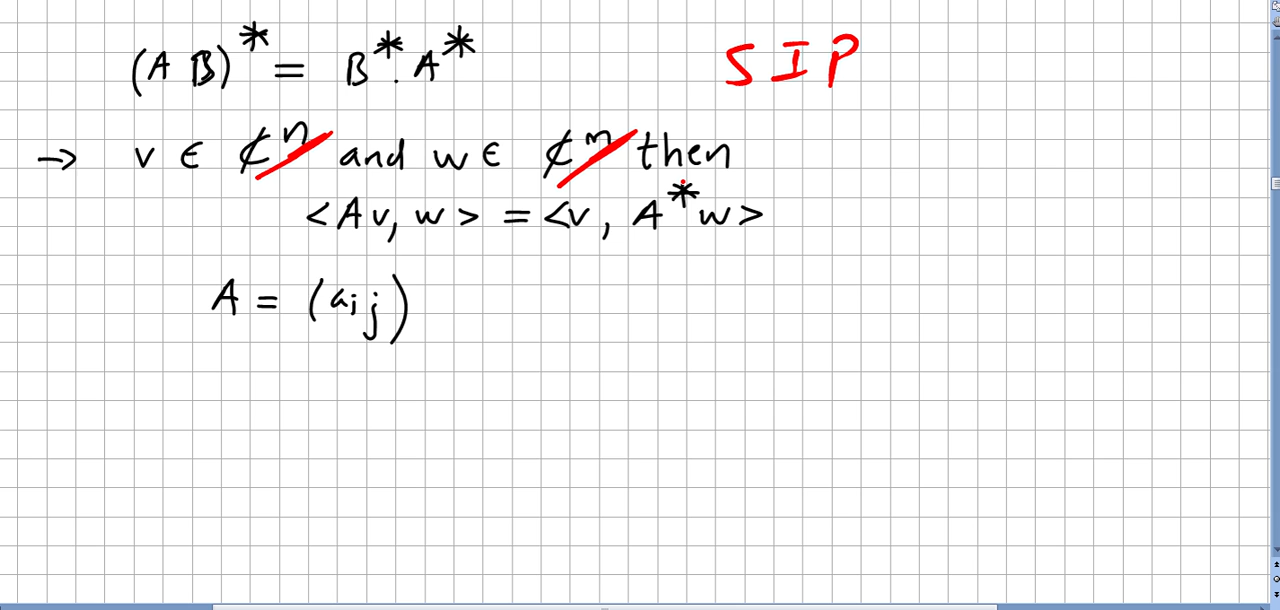 (A B)* = B* . A* SIP
→ v ∈ ℂⁿ and w ∈ ℂᵐ then
<Av, w> = <v, A*w>
A = (aij)